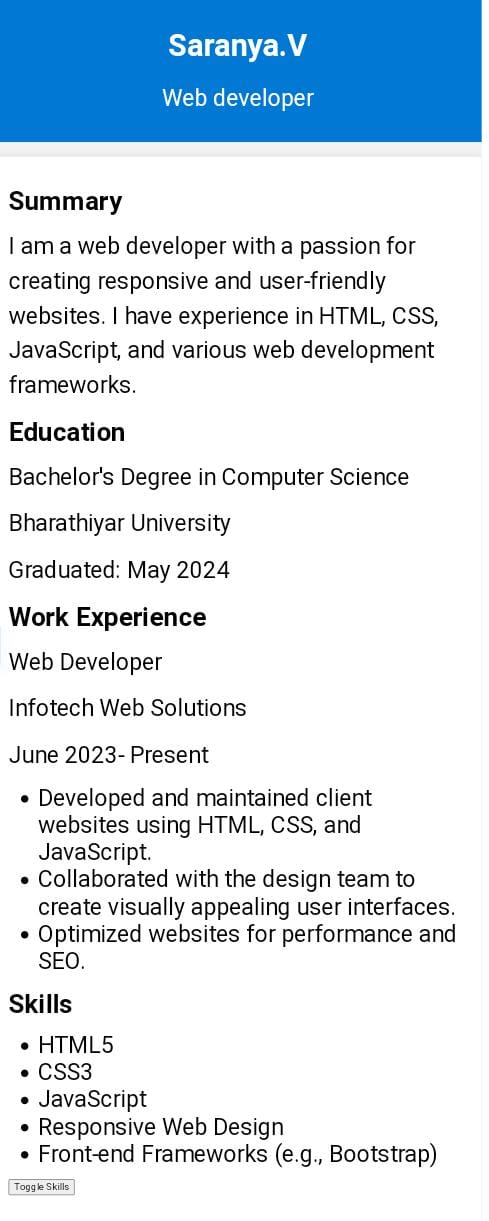 Saranya.V
Web developer
Summary
I am a web developer with a passion for
creating responsive and user-friendly
websites. I have experience in HTML, CSS,
JavaScript, and various web development
frameworks.
Education
Bachelor's Degree in Computer Science
Bharathiyar University
Graduated: May 2024
Work Experience
Web Developer
Infotech Web Solutions
June 2023- Present
• Developed and maintained client
websites using HTML, CSS, and
JavaScript.
• Collaborated with the design team to
create visually appealing user interfaces.
• Optimized websites for performance and
SEO.
Skills
• HTML5
• CSS3
• JavaScript
• Responsive Web Design
• Front-end Frameworks (e.g., Bootstrap)
Toggle Skills